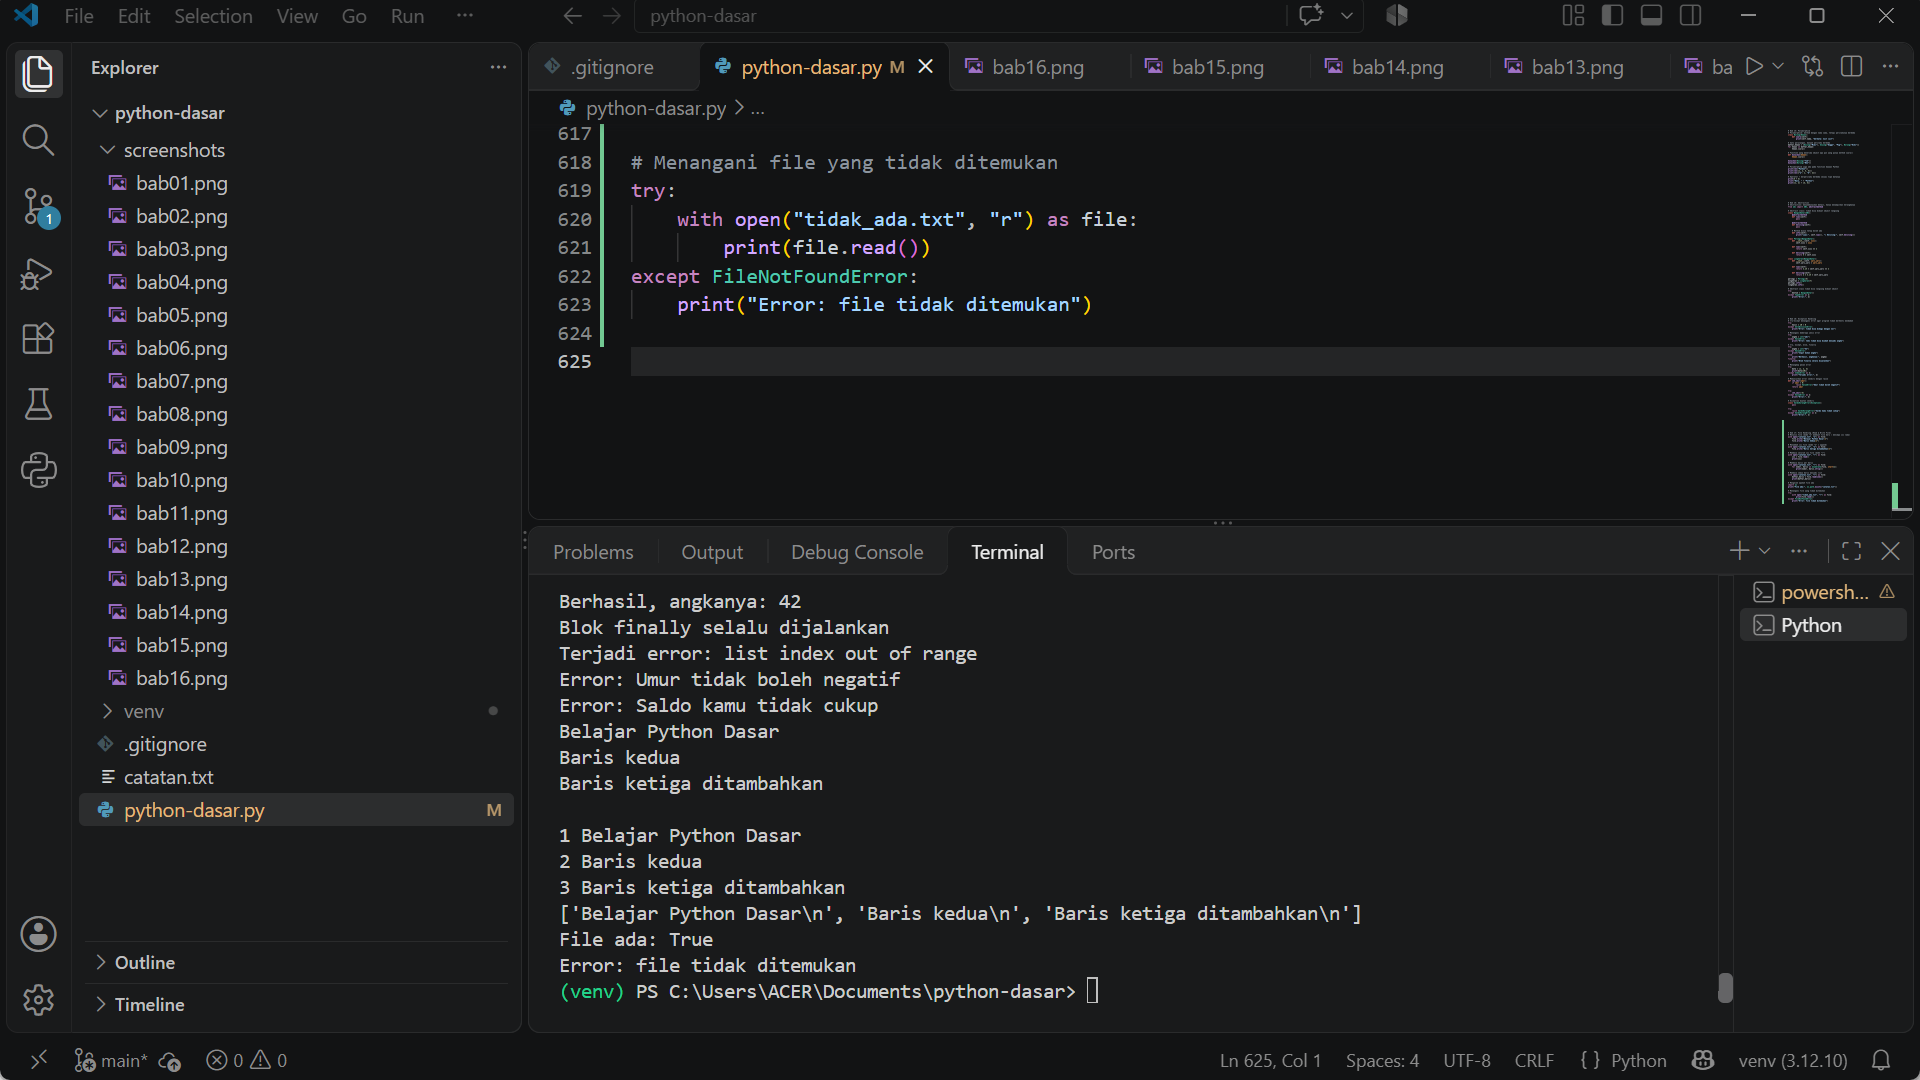 File Edit Selection View Go Run ...
python-dasar
Explorer
python-dasar
screenshots
bab01.png
bab02.png
bab03.png
bab04.png
bab05.png
bab06.png
bab07.png
bab08.png
bab09.png
bab10.png
bab11.png
bab12.png
bab13.png
bab14.png
bab15.png
bab16.png
venv
.gitignore
catatan.txt
python-dasar.py M
Outline
Timeline
1
.gitignore python-dasar.py M bab16.png bab15.png bab14.png bab13.png ba
python-dasar.py > ...
617
618 # Menangani file yang tidak ditemukan
619 try:
620 with open("tidak_ada.txt", "r") as file:
621 print(file.read())
622 except FileNotFoundError:
623 print("Error: file tidak ditemukan")
624
625
Problems Output Debug Console Terminal Ports
Berhasil, angkanya: 42
Blok finally selalu dijalankan
Terjadi error: list index out of range
Error: Umur tidak boleh negatif
Error: Saldo kamu tidak cukup
Belajar Python Dasar
Baris kedua
Baris ketiga ditambahkan
1 Belajar Python Dasar
2 Baris kedua
3 Baris ketiga ditambahkan
['Belajar Python Dasar\n', 'Baris kedua\n', 'Baris ketiga ditambahkan\n']
File ada: True
Error: file tidak ditemukan
(venv) PS C:\Users\ACER\Documents\python-dasar>
powersh...
Python
main* 0 0
Ln 625, Col 1 Spaces: 4 UTF-8 CRLF { } Python venv (3.12.10)